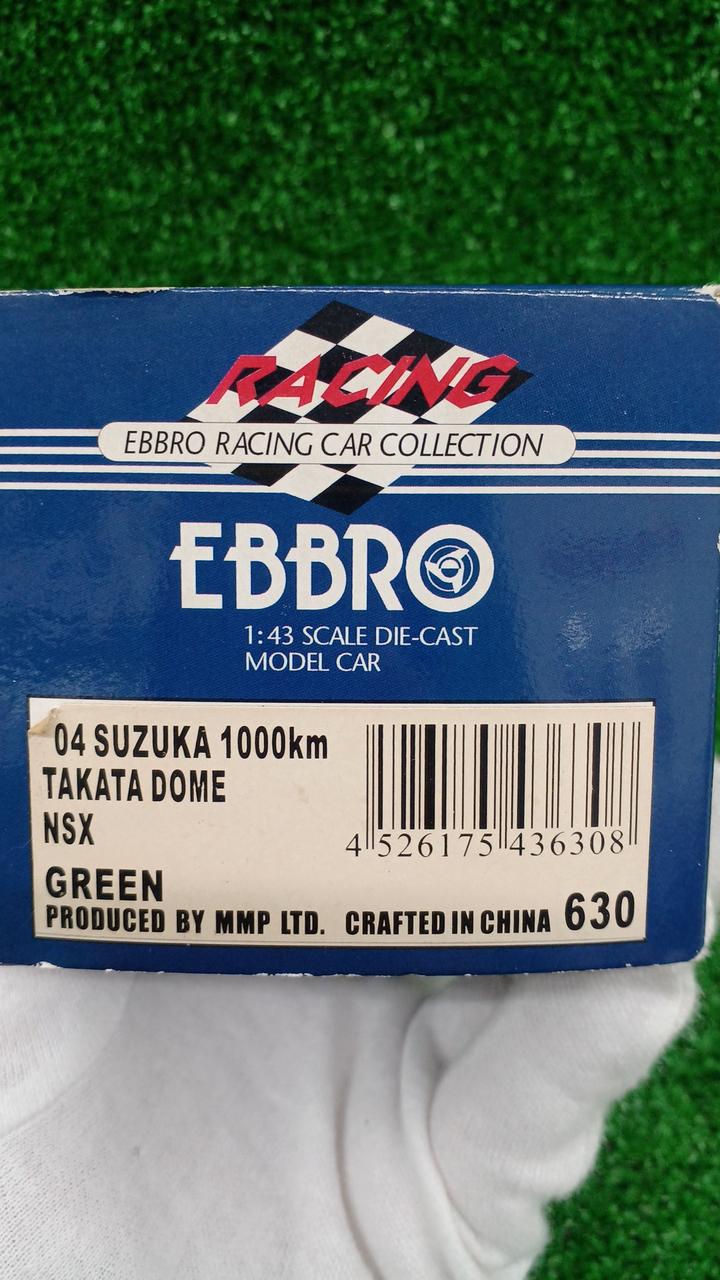 RACING
EBBRO RACING CAR COLLECTION
EBBRO
1:43 SCALE DIE-CAST
MODEL CAR
04 SUZUKA 1000km
TAKATA DOME
NSX
4 526175 436308
GREEN
PRODUCED BY MMP LTD. CRAFTED IN CHINA 630